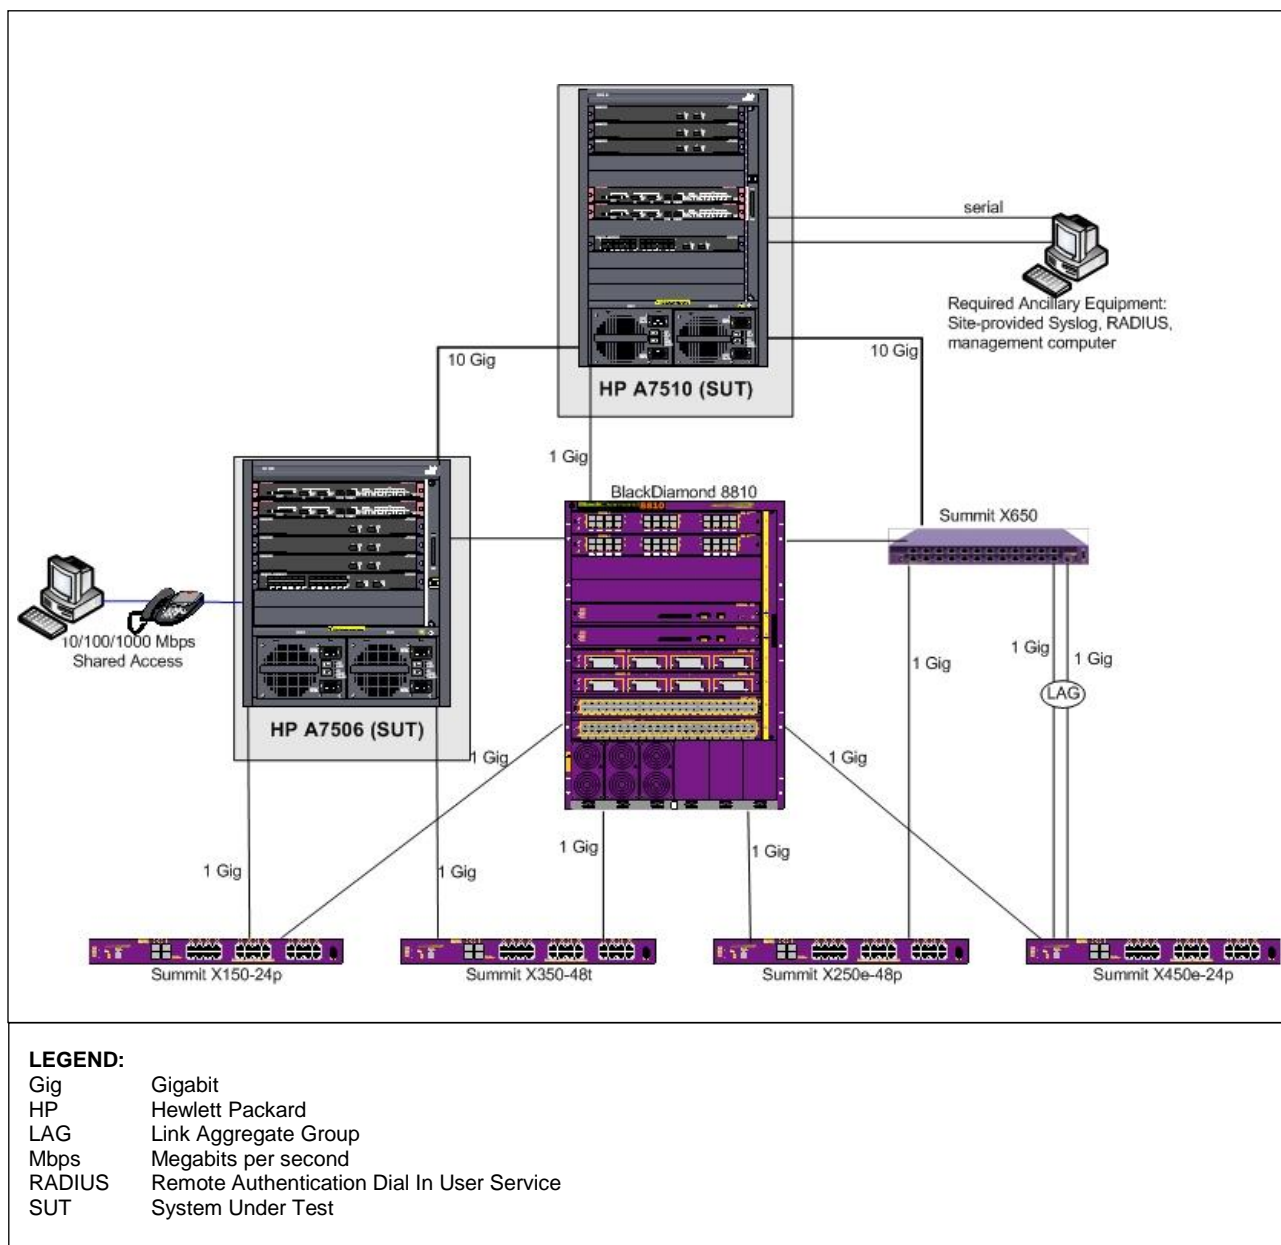 serial
Required Ancillary Equipment:
Site-provided Syslog, RADIUS,
management computer
10 Gig
10 Gig
HP A7510 (SUT)
1 Gig
BlackDiamond 8810
8810
Summit X650
10/100/1000 Mbps
Shared Access
HP A7506 (SUT)
1 Gig
1 Gig
1 Gig
1 Gig
LAG
1 Gig
1 Gig
1 Gig
1 Gig
1 Gig
1 Gig
Summit X150-24p
Summit X350-48t
Summit X250e-48p
Summit X450e-24p
LEGEND:
Gig Gigabit
HP Hewlett Packard
LAG Link Aggregate Group
Mbps Megabits per second
RADIUS Remote Authentication Dial In User Service
SUT System Under Test